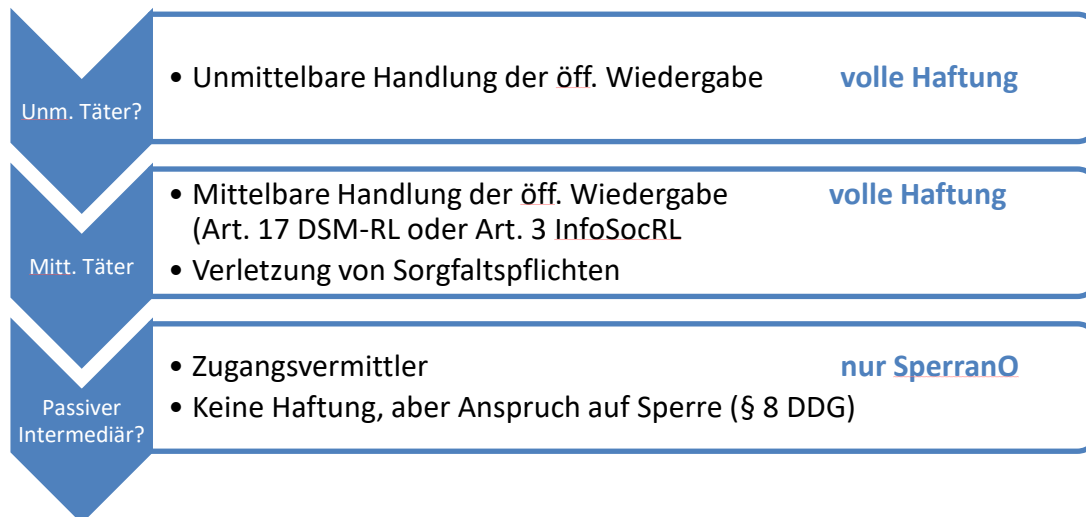 Unm. Täter?
• Unmittelbare Handlung der öff. Wiedergabe volle Haftung
Mitt. Täter
• Mittelbare Handlung der öff. Wiedergabe volle Haftung
(Art. 17 DSM-RL oder Art. 3 InfoSocRL
• Verletzung von Sorgfaltspflichten
Passiver
Intermediär?
• Zugangsvermittler nur SperranO
• Keine Haftung, aber Anspruch auf Sperre (§ 8 DDG)